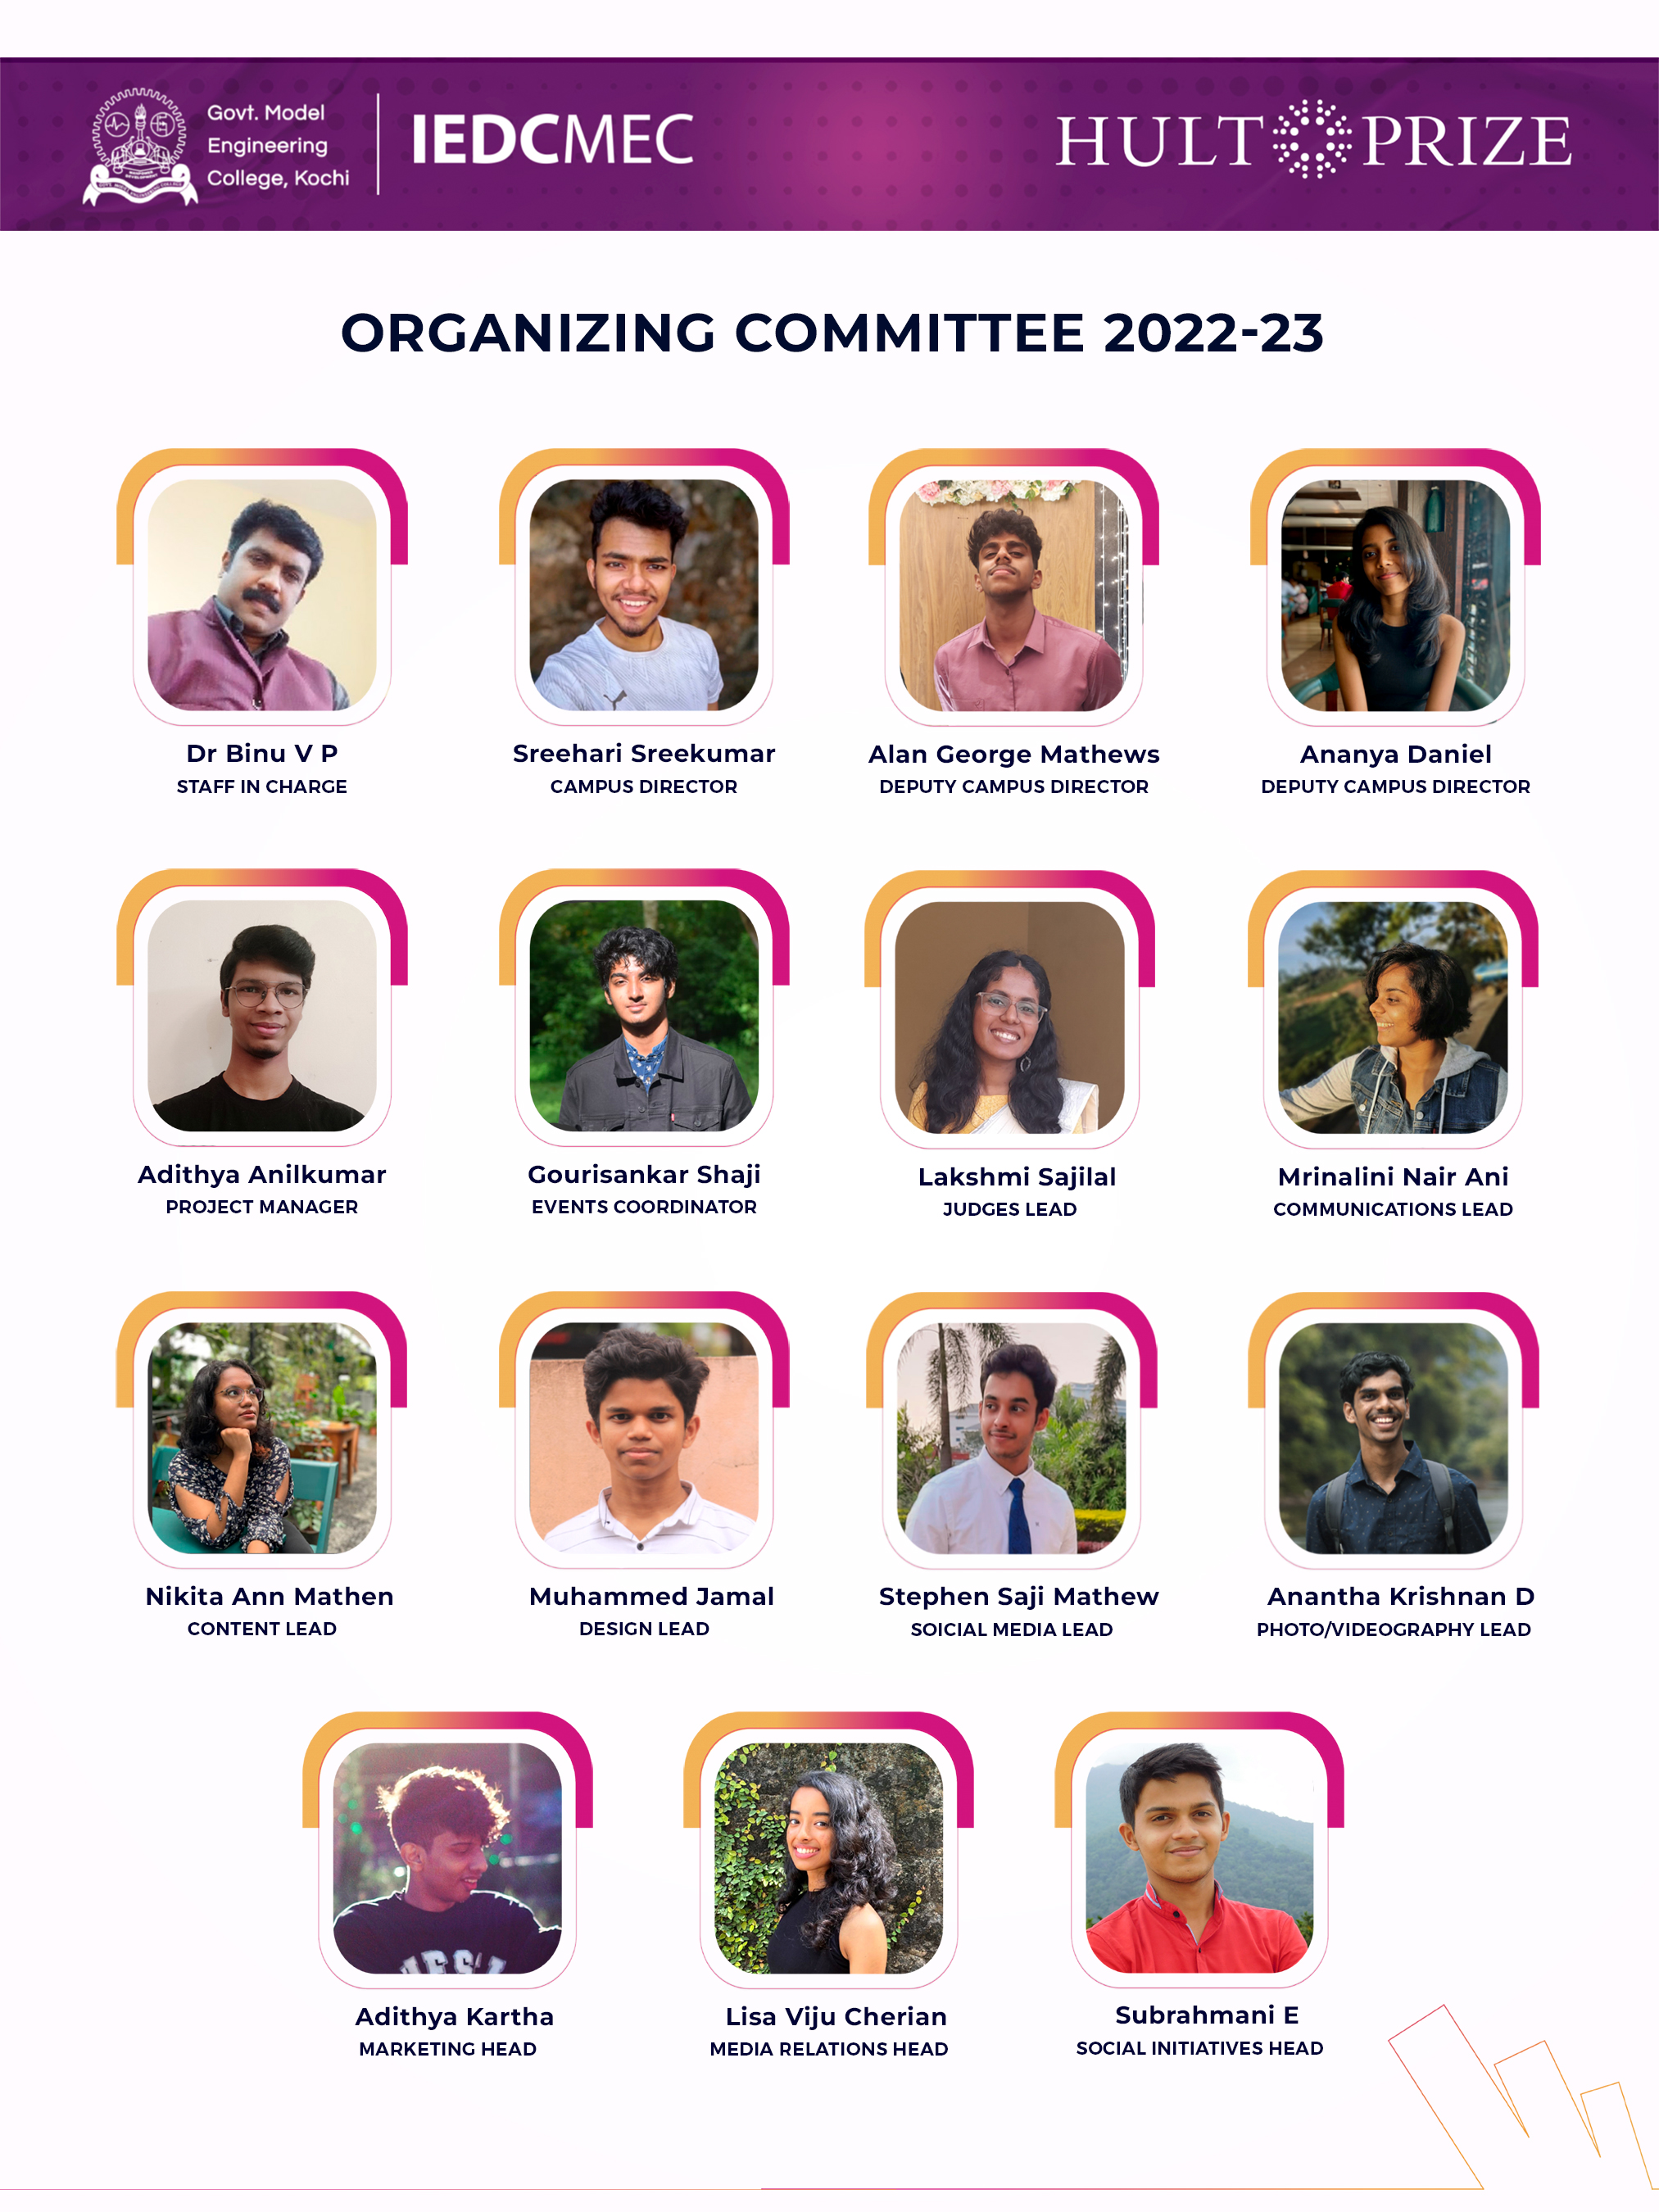 Govt. Model
Engineering
College, Kochi
IEDCMEC
HULT PRIZE
ORGANIZING COMMITTEE 2022-23
Dr Binu V P
STAFF IN CHARGE
Sreehari Sreekumar
CAMPUS DIRECTOR
Alan George Mathews
DEPUTY CAMPUS DIRECTOR
Ananya Daniel
DEPUTY CAMPUS DIRECTOR
Adithya Anilkumar
PROJECT MANAGER
Gourisankar Shaji
EVENTS COORDINATOR
Lakshmi Sajilal
JUDGES LEAD
Mrinalini Nair Ani
COMMUNICATIONS LEAD
Nikita Ann Mathen
CONTENT LEAD
Muhammed Jamal
DESIGN LEAD
Stephen Saji Mathew
SOICIAL MEDIA LEAD
Anantha Krishnan D
PHOTO/VIDEOGRAPHY LEAD
Adithya Kartha
MARKETING HEAD
Lisa Viju Cherian
MEDIA RELATIONS HEAD
Subrahmani E
SOCIAL INITIATIVES HEAD